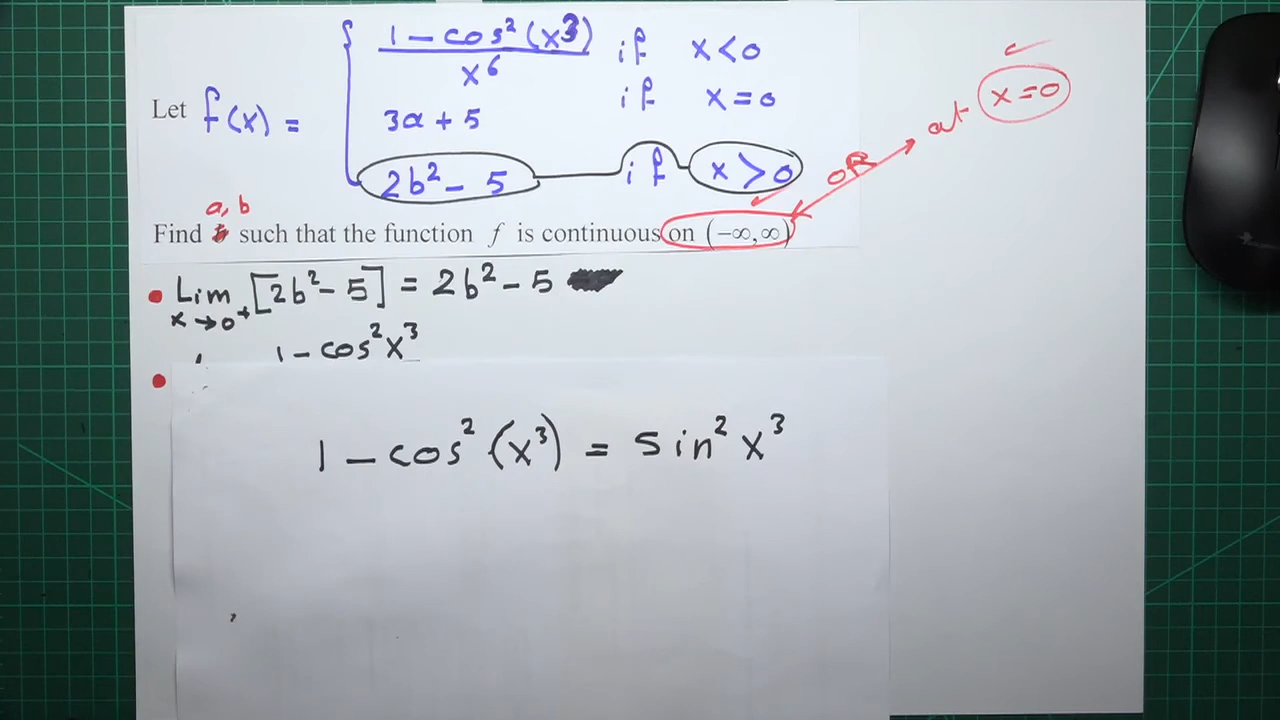 1 - cos² (x³) / x⁶ if x < 0
Let f(x) = 3a + 5 if x = 0
2b² - 5 if x > 0
at x = 0
OR
a, b
Find such that the function f is continuous on (-∞, ∞)
• Lim x → 0⁺ [2b² - 5] = 2b² - 5
1 - cos² x³
•
1 - cos² (x³) = sin² x³